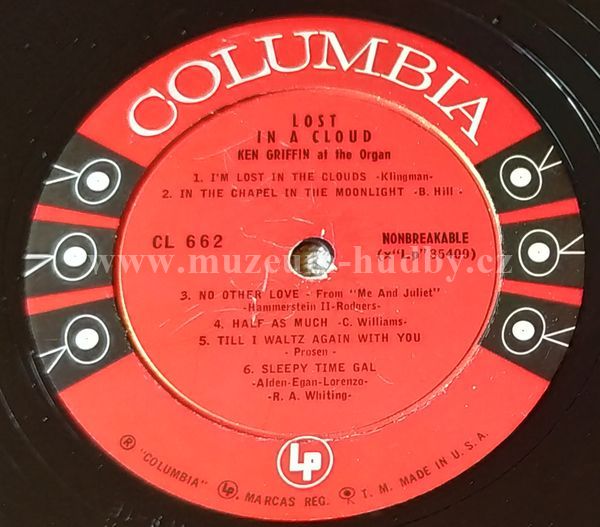 COLUMBIA
LOST
IN A CLOUD
KEN GRIFFIN at the Organ
1. I'M LOST IN THE CLOUDS -Klingman-
2. IN THE CHAPEL IN THE MOONLIGHT -B. Hill-
CL 662
NONBREAKABLE
(x"Lp"35409)
www.muzeum-hudby.cz
3. NO OTHER LOVE - From "Me And Juliet"
-Hammerstein II-Rodgers-
4. HALF AS MUCH -C. Williams-
5. TILL I WALTZ AGAIN WITH YOU
- Prosen -
6. SLEEPY TIME GAL
-Alden-Egan-Lorenzo-
-R. A. Whiting-
Lp
® "COLUMBIA" Lp, MARCAS REG. T. M. MADE IN U.S.A.